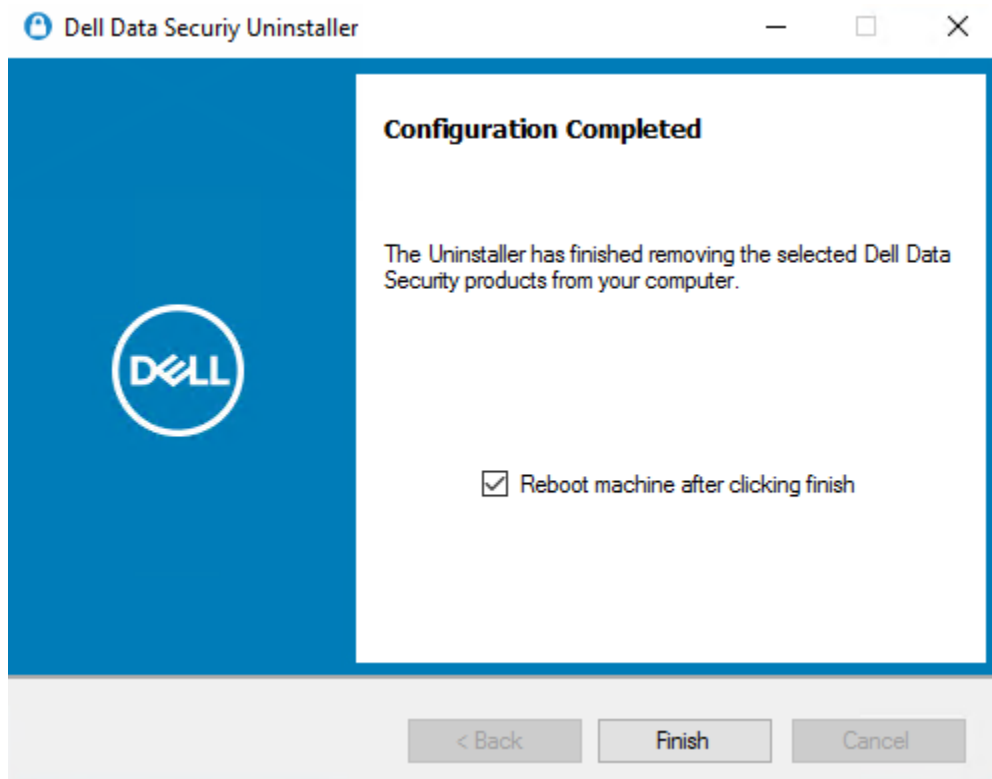 Dell Data Securiy Uninstaller
Configuration Completed
The Uninstaller has finished removing the selected Dell Data
Security products from your computer.
DELL
Reboot machine after clicking finish
< Back
Finish
Cancel